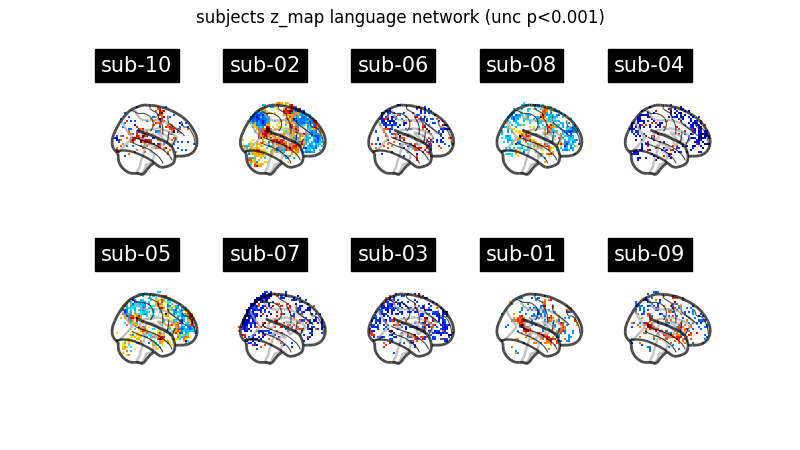 subjects z_map language network (unc p<0.001)
sub-10
sub-02
sub-06
sub-08
sub-04
sub-05
sub-07
sub-03
sub-01
sub-09